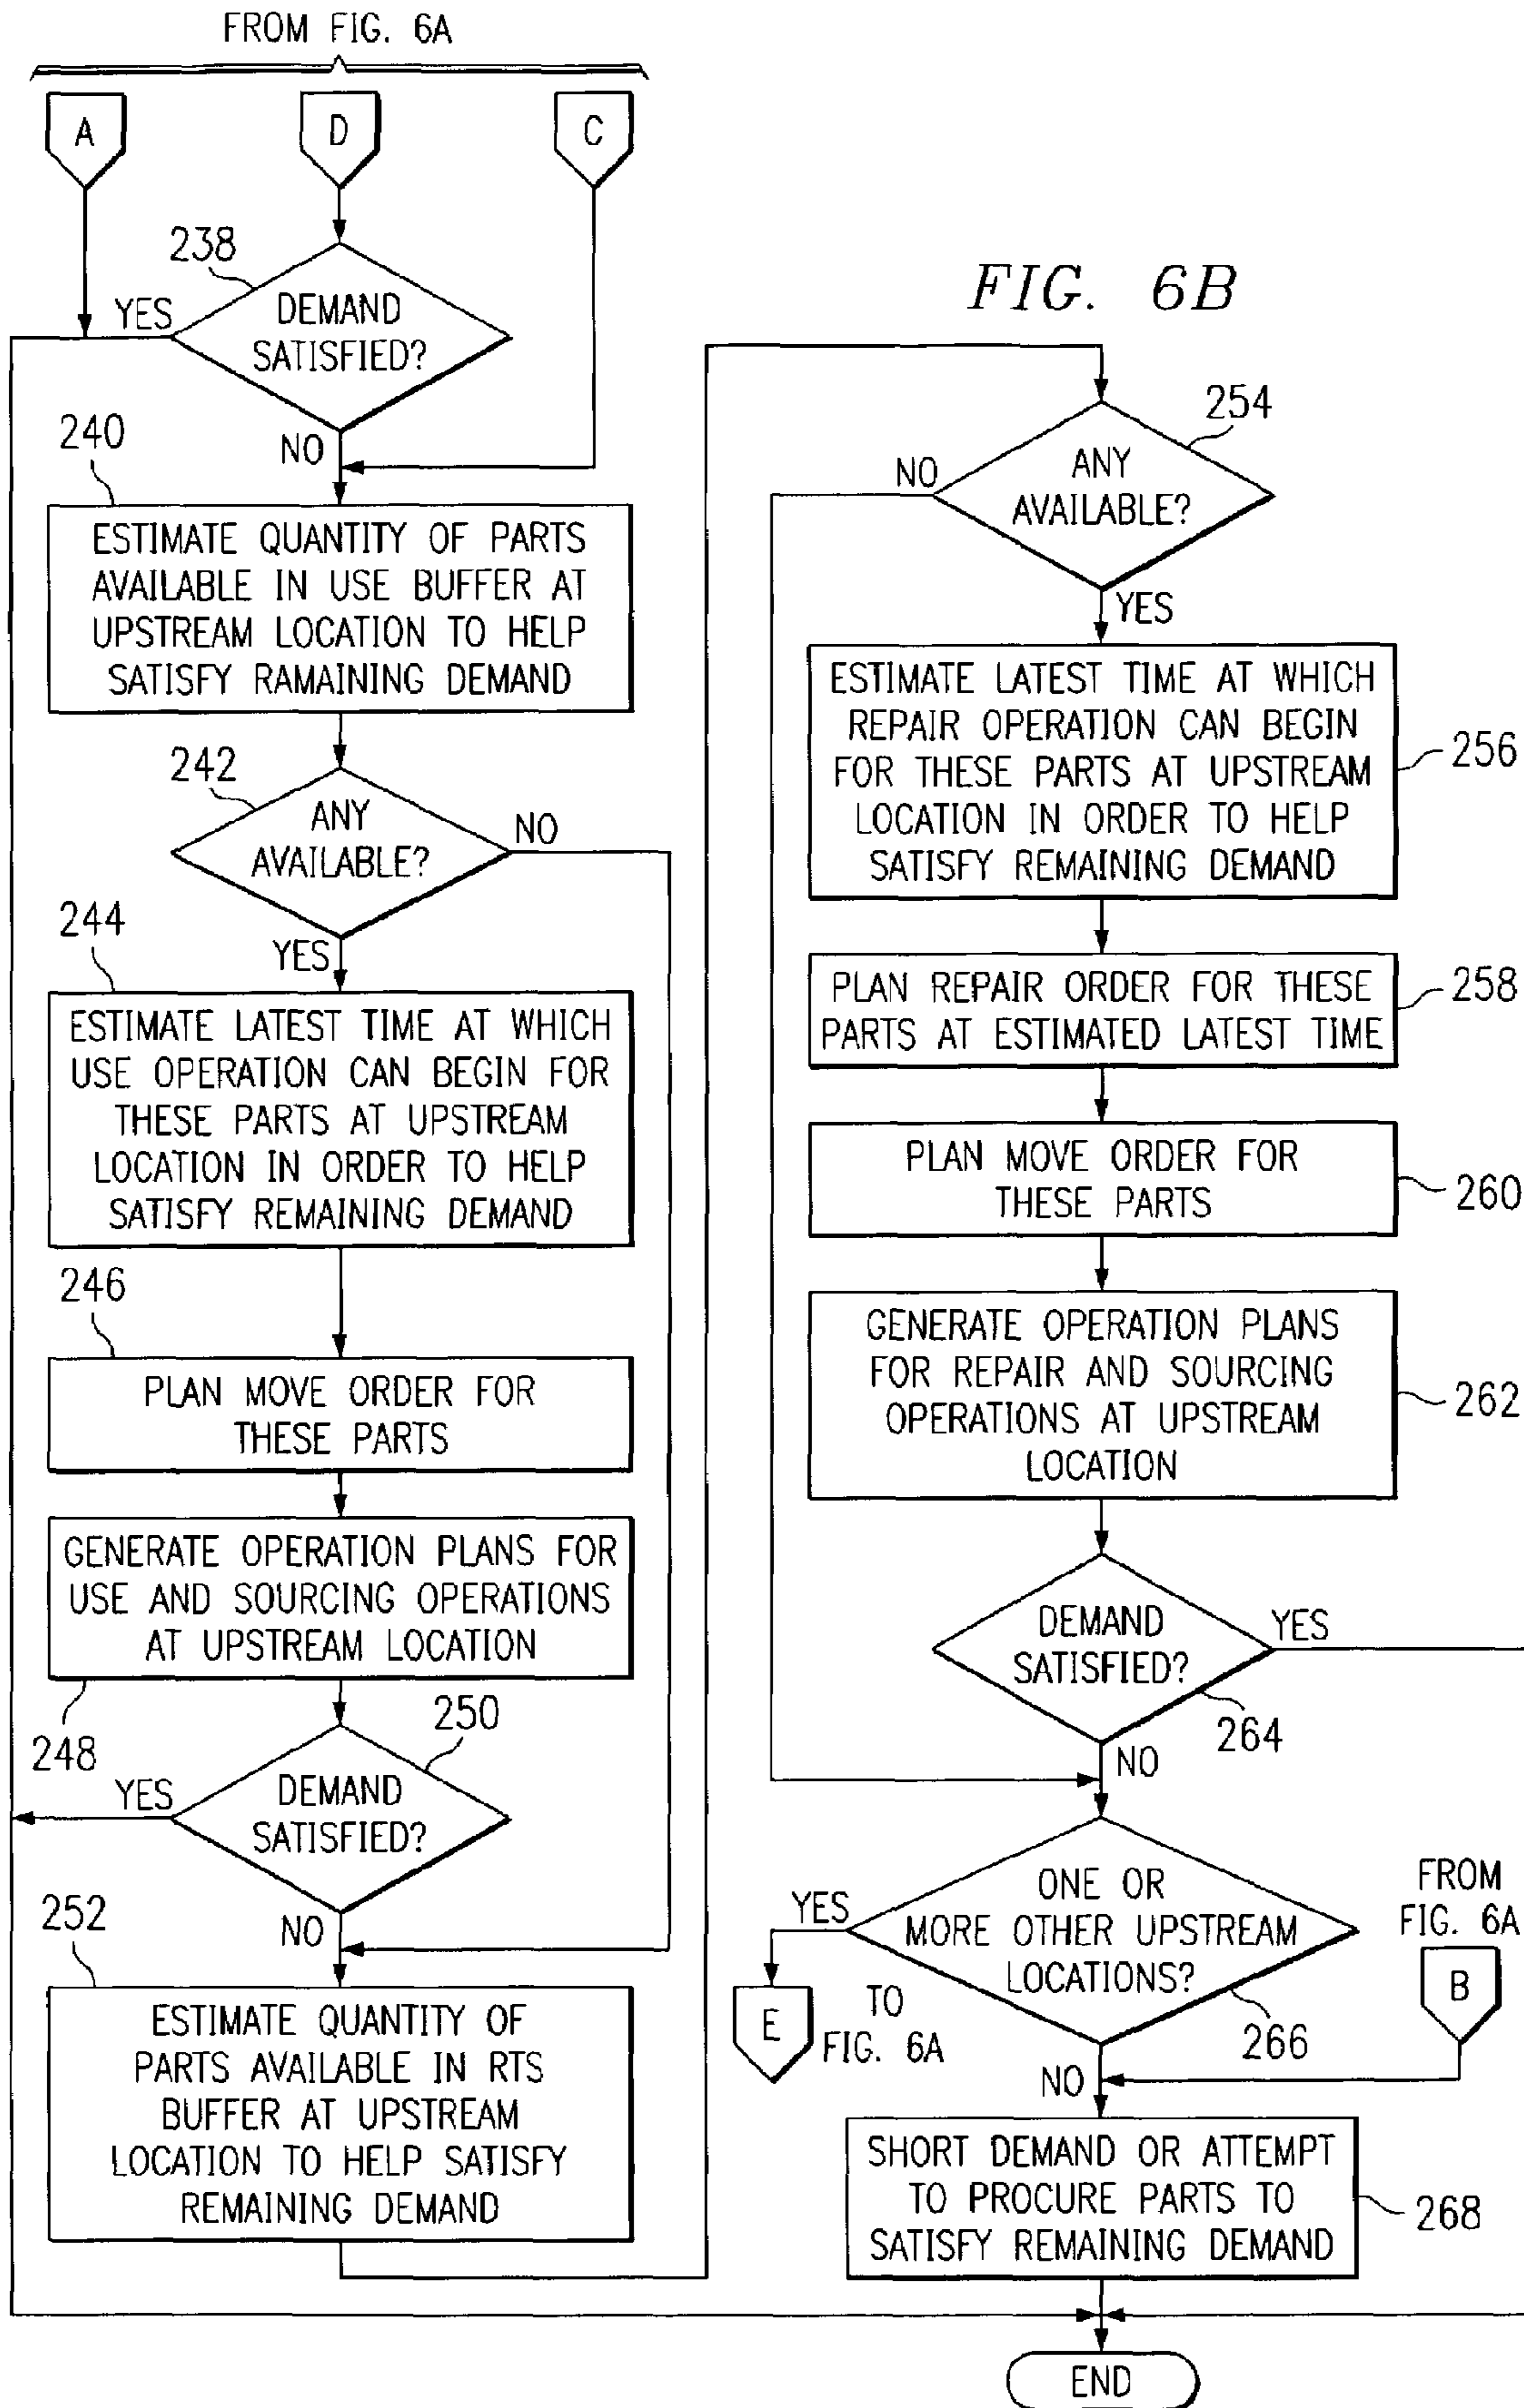 FROM FIG. 6A
A
D
C
238
DEMAND
SATISFIED?
YES
NO
240
ESTIMATE QUANTITY OF PARTS
AVAILABLE IN USE BUFFER AT
UPSTREAM LOCATION TO HELP
SATISFY RAMAINING DEMAND
242
ANY
AVAILABLE?
NO
YES
244
ESTIMATE LATEST TIME AT WHICH
USE OPERATION CAN BEGIN FOR
THESE PARTS AT UPSTREAM
LOCATION IN ORDER TO HELP
SATISFY REMAINING DEMAND
246
PLAN MOVE ORDER FOR
THESE PARTS
GENERATE OPERATION PLANS FOR
USE AND SOURCING OPERATIONS
AT UPSTREAM LOCATION
248
250
DEMAND
SATISFIED?
YES
NO
252
ESTIMATE QUANTITY OF
PARTS AVAILABLE IN RTS
BUFFER AT UPSTREAM
LOCATION TO HELP SATISFY
REMAINING DEMAND
FIG. 6B
254
ANY
AVAILABLE?
NO
YES
ESTIMATE LATEST TIME AT WHICH
REPAIR OPERATION CAN BEGIN
FOR THESE PARTS AT UPSTREAM
LOCATION IN ORDER TO HELP
SATISFY REMAINING DEMAND
256
PLAN REPAIR ORDER FOR THESE
PARTS AT ESTIMATED LATEST TIME
258
PLAN MOVE ORDER FOR
THESE PARTS
260
GENERATE OPERATION PLANS
FOR REPAIR AND SOURCING
OPERATIONS AT UPSTREAM
LOCATION
262
DEMAND
SATISFIED?
YES
264
NO
ONE OR
MORE OTHER UPSTREAM
LOCATIONS?
YES
266
E
TO
FIG. 6A
FROM
FIG. 6A
B
NO
SHORT DEMAND OR ATTEMPT
TO PROCURE PARTS TO
SATISFY REMAINING DEMAND
268
END